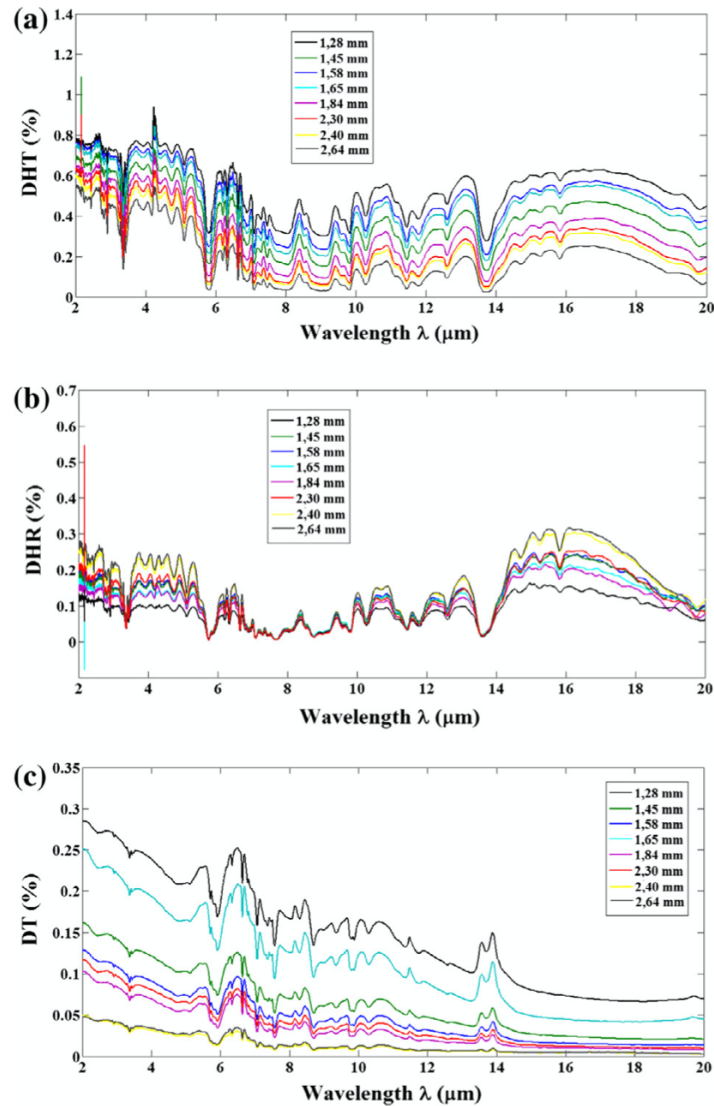 (a)
1.4
1.2
1
0.8
0.6
0.4
0.2
0
DHT (%)
1,28 mm
1,45 mm
1,58 mm
1,65 mm
1,84 mm
2,30 mm
2,40 mm
2,64 mm
2 4 6 8 10 12 14 16 18 20
Wavelength λ (μm)
(b)
0.7
0.6
0.5
0.4
0.3
0.2
0.1
0
DHR (%)
1,28 mm
1,45 mm
1,58 mm
1,65 mm
1,84 mm
2,30 mm
2,40 mm
2,64 mm
2 4 6 8 10 12 14 16 18 20
Wavelength λ (μm)
(c)
0.35
0.3
0.25
0.2
0.15
0.1
0.05
0
DT (%)
1,28 mm
1,45 mm
1,58 mm
1,65 mm
1,84 mm
2,30 mm
2,40 mm
2,64 mm
2 4 6 8 10 12 14 16 18 20
Wavelength λ (μm)